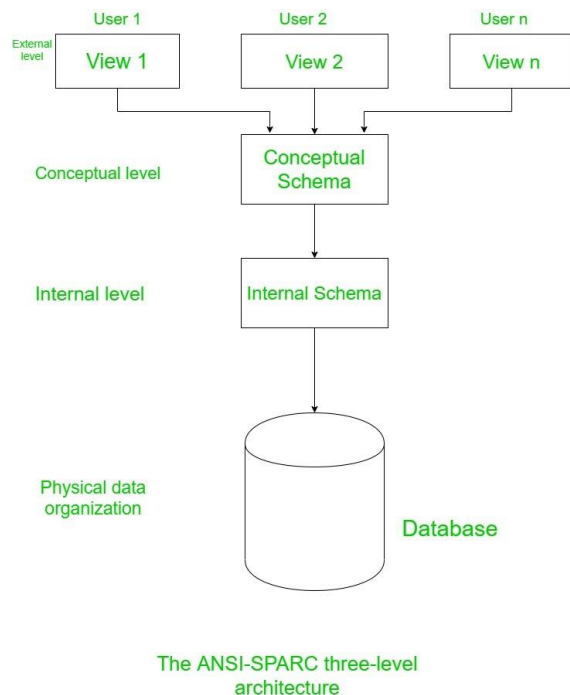 User 1
User 2
User n
External
level
View 1
View 2
View n
Conceptual level
Conceptual
Schema
Internal level
Internal Schema
Physical data
organization
Database
The ANSI-SPARC three-level
architecture